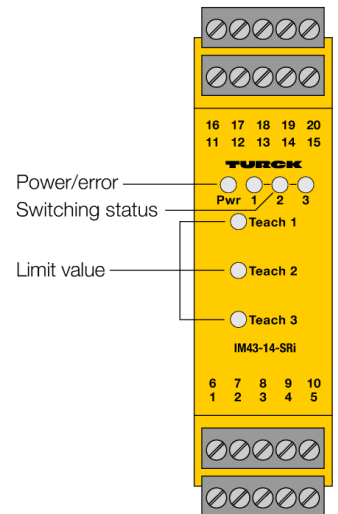 16 17 18 19 20
11 12 13 14 15
TURCK
Power/error
Pwr 1 2 3
Switching status
Teach 1
Limit value
Teach 2
Teach 3
IM43-14-SRi
6 7 8 9 10
1 2 3 4 5